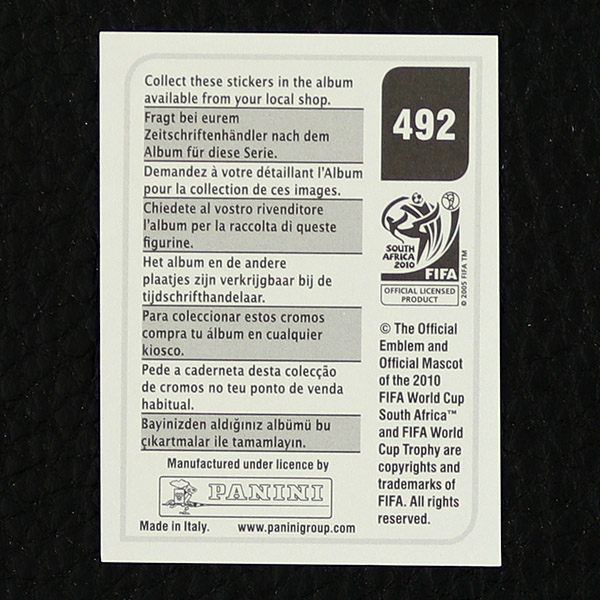 Collect these stickers in the album
available from your local shop.
Fragt bei eurem
Zeitschriftenhändler nach dem
Album für diese Serie.
Demandez à votre détaillant l'Album
pour la collection de ces images.
Chiedete al vostro rivenditore
l'album per la raccolta di queste
figurine.
Het album en de andere
plaatjes zijn verkrijgbaar bij de
tijdschrifthandelaar.
Para coleccionar estos cromos
compra tu álbum en cualquier
kiosco.
Pede a caderneta desta colecção
de cromos no teu ponto de venda
habitual.
Bayinizden aldığınız albümü bu
çıkartmalar ile tamamlayın.
Manufactured under licence by
PANINI
Made in Italy. www.paninigroup.com
492
SOUTH
AFRICA
2010
FIFA
OFFICIAL LICENSED
PRODUCT
© 2005 FIFA TM
© The Official
Emblem and
Official Mascot
of the 2010
FIFA World Cup
South Africa™
and FIFA World
Cup Trophy are
copyrights and
trademarks of
FIFA. All rights
reserved.